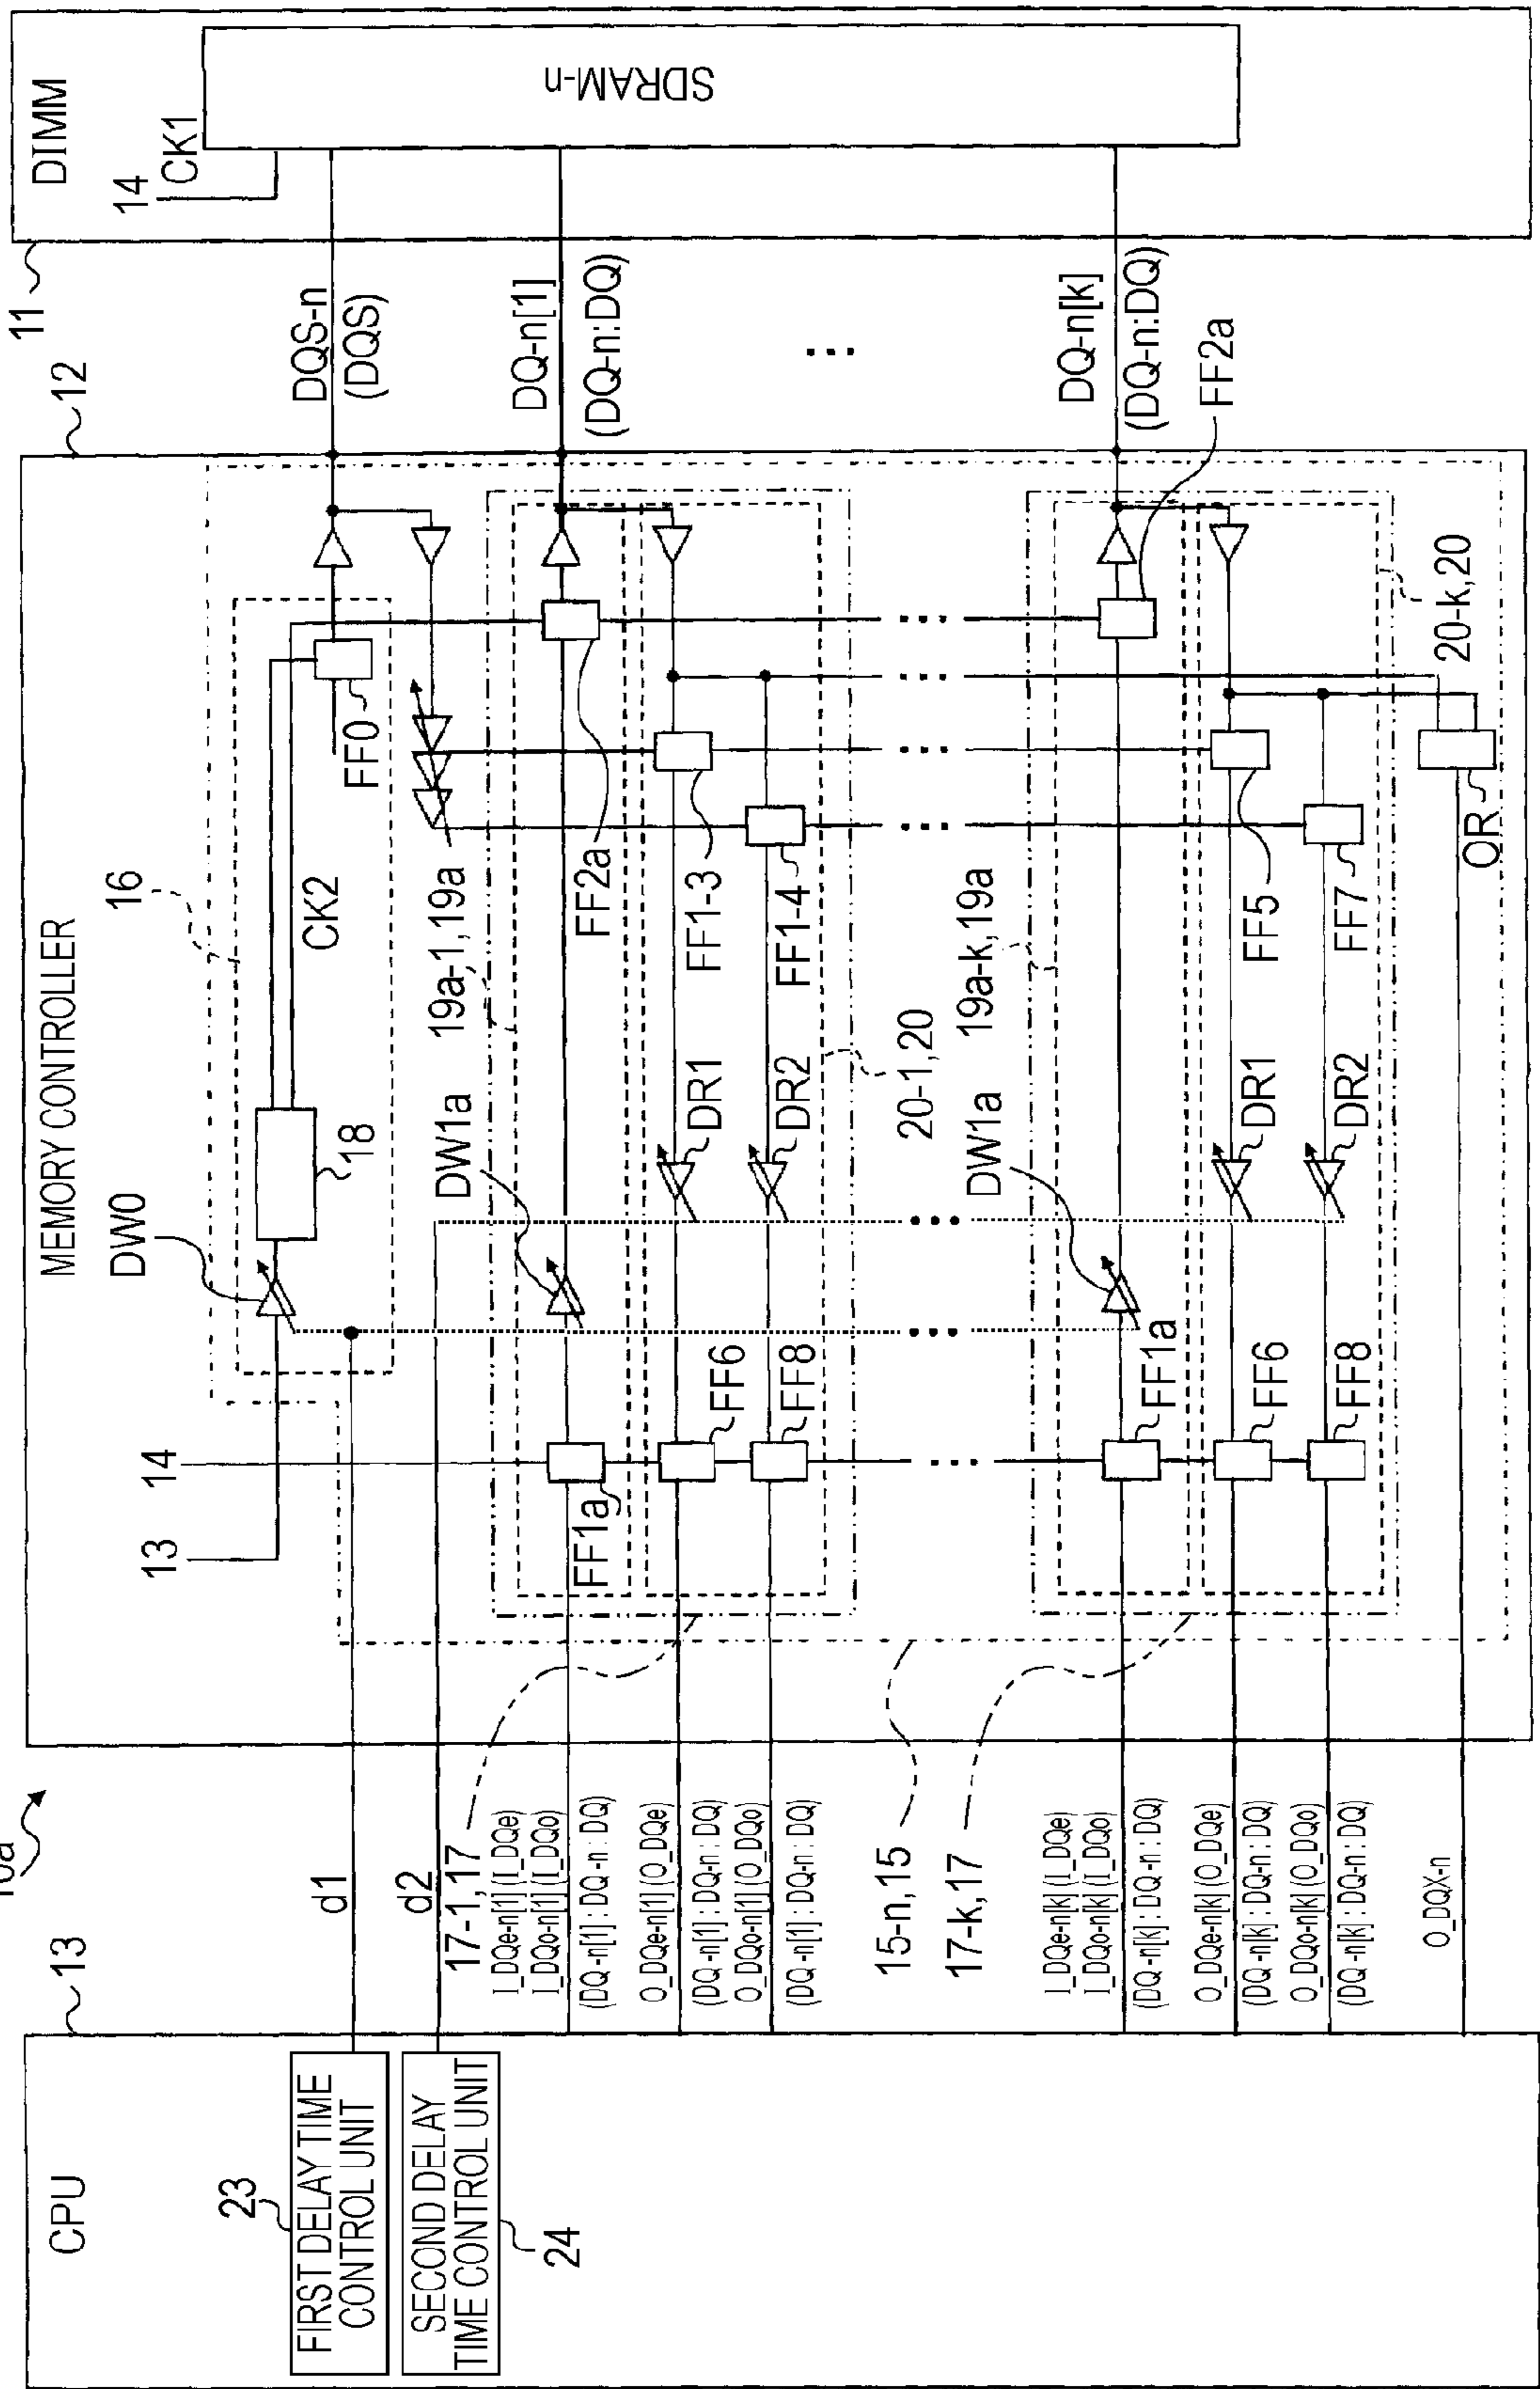 10a
CPU
13
23
FIRST DELAY TIME
CONTROL UNIT
SECOND DELAY
TIME CONTROL UNIT
24
d1
d2
17-1,17
I_DQe-n[1] (I_DQe)
I_DQo-n[1] (I_DQo)
(DQ-n[1] : DQ-n : DQ)
O_DQe-n[1] (O_DQe)
(DQ-n[1] : DQ-n : DQ)
O_DQo-n[1] (O_DQo)
(DQ-n[1] : DQ-n : DQ)
15-n,15
17-k,17
I_DQe-n[k] (I_DQe)
I_DQo-n[k] (I_DQo)
(DQ-n[k] : DQ-n : DQ)
O_DQe-n[k] (O_DQe)
(DQ-n[k] : DQ-n : DQ)
O_DQo-n[k] (O_DQo)
(DQ-n[k] : DQ-n : DQ)
O_DQX-n
MEMORY CONTROLLER
12
13
14
DW0
18
16
CK2
FF0
19a-1,19a
DW1a
FF1a
FF2a
FF6
DR1
FF1-3
FF8
DR2
FF1-4
20-1,20
...
19a-k,19a
DW1a
FF1a
FF2a
FF6
DR1
FF5
FF8
DR2
FF7
20-k,20
OR
DQS-n
(DQS)
DQ-n[1]
(DQ-n:DQ)
...
DQ-n[k]
(DQ-n:DQ)
11
DIMM
14
CK1
SDRAM-n